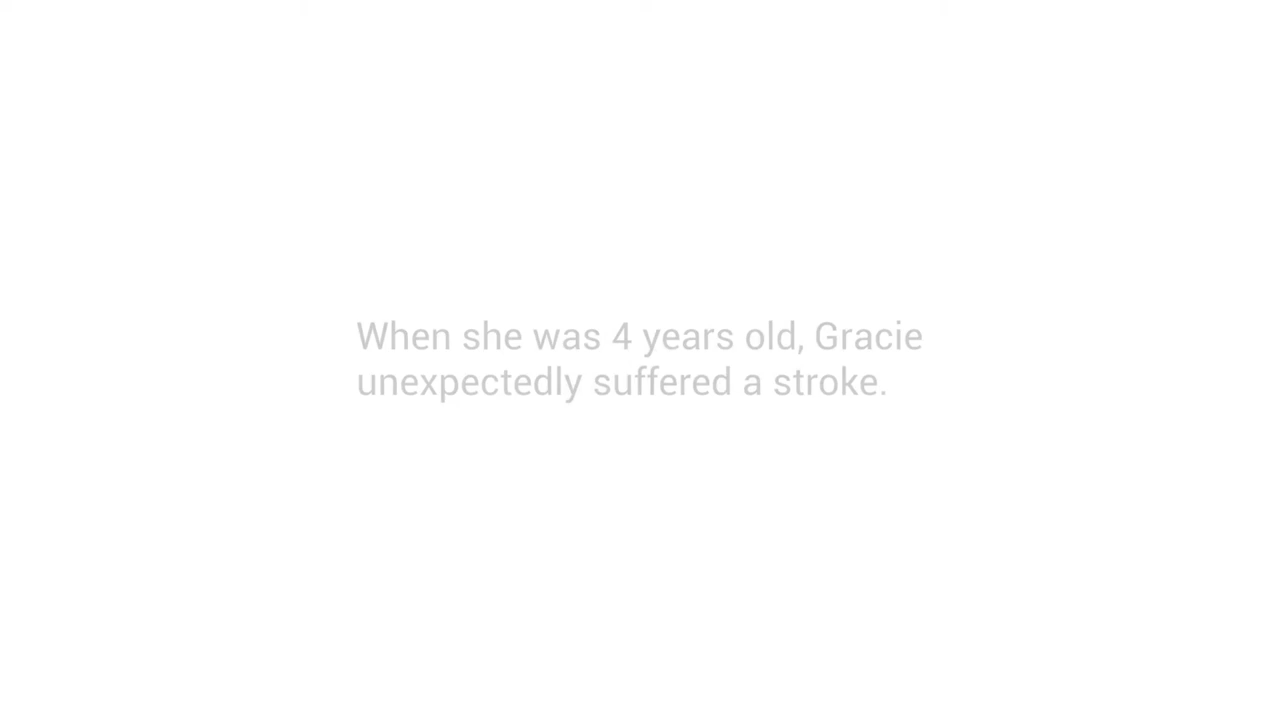 When she was 4 years old, Gracie
unexpectedly suffered a stroke.